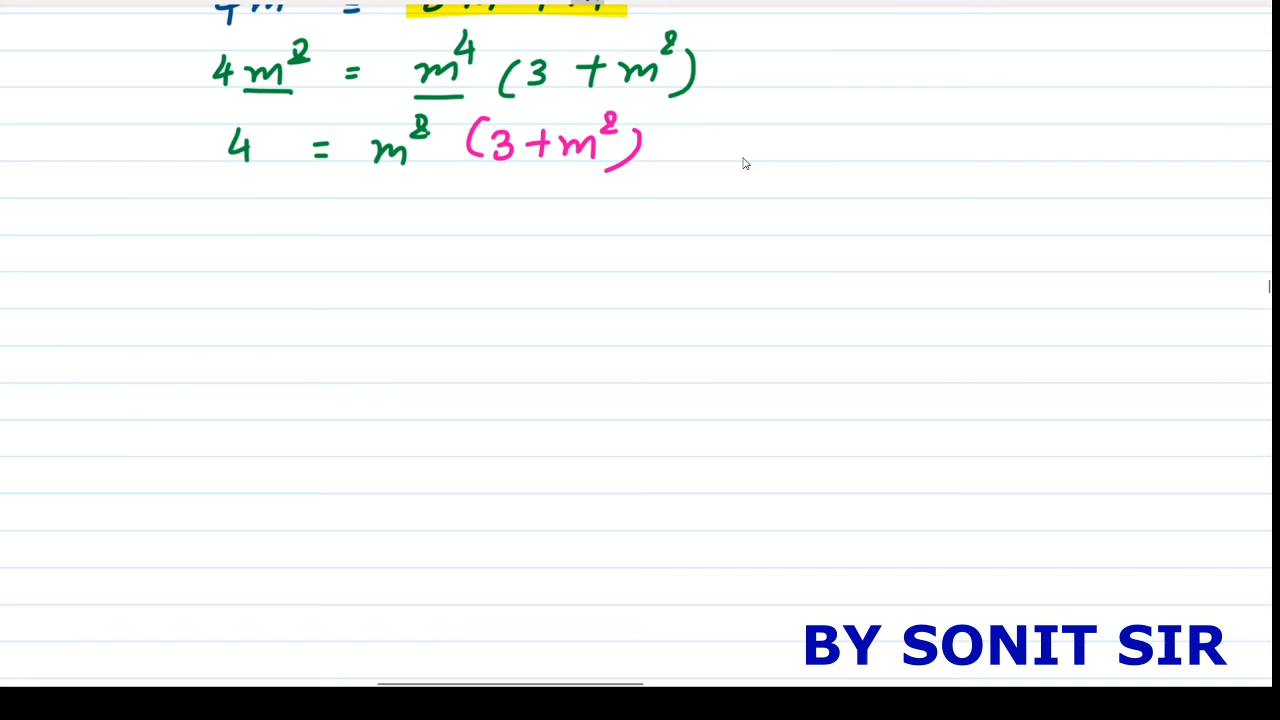 4m² = m⁴ (3 + m²)
4 = m² (3 + m²)
BY SONIT SIR